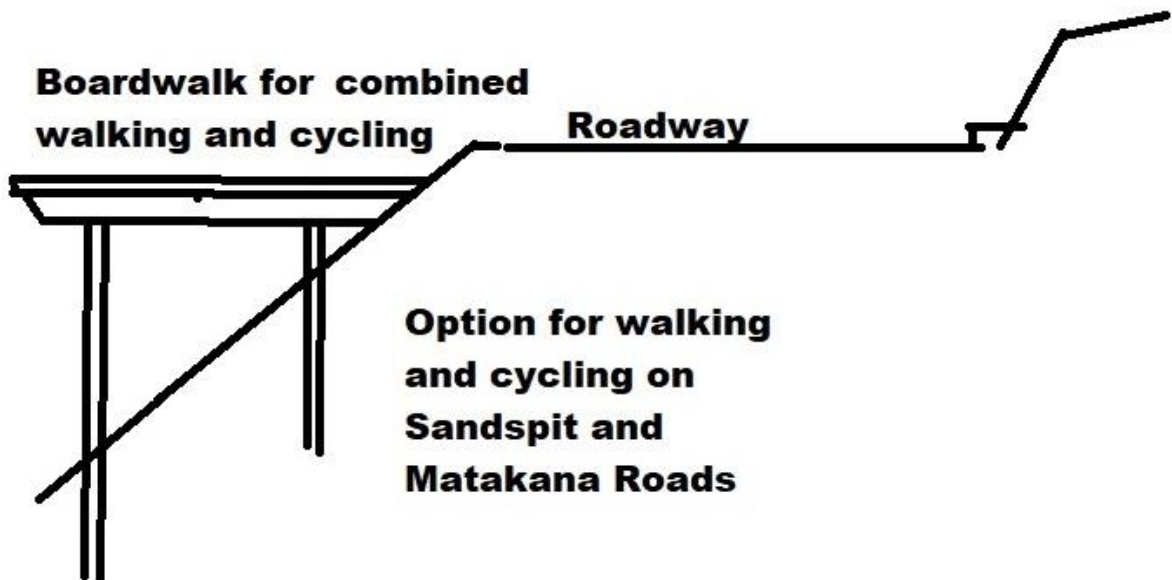 Boardwalk for combined
walking and cycling
Roadway
Option for walking
and cycling on
Sandspit and
Matakana Roads